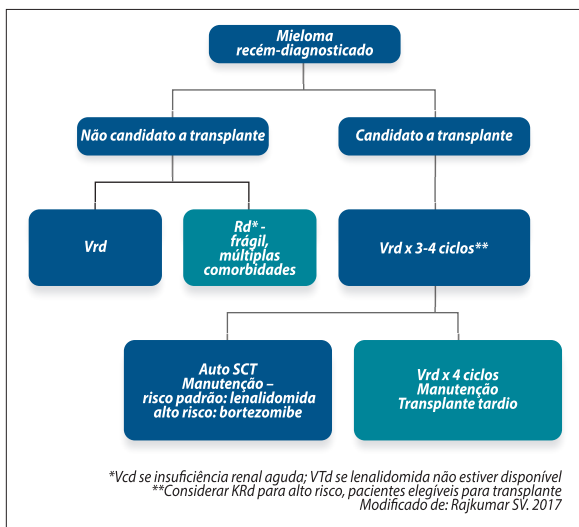 Mieloma
recém-diagnosticado
Não candidato a transplante
Candidato a transplante
Vrd
Rd* -
frágil,
múltiplas
comorbidades
Vrd x 3-4 ciclos**
Auto SCT
Manutenção –
risco padrão: lenalidomida
alto risco: bortezomibe
Vrd x 4 ciclos
Manutenção
Transplante tardio
*Vcd se insuficiência renal aguda; VTd se lenalidomida não estiver disponível
**Considerar KRd para alto risco, pacientes elegíveis para transplante
Modificado de: Rajkumar SV. 2017